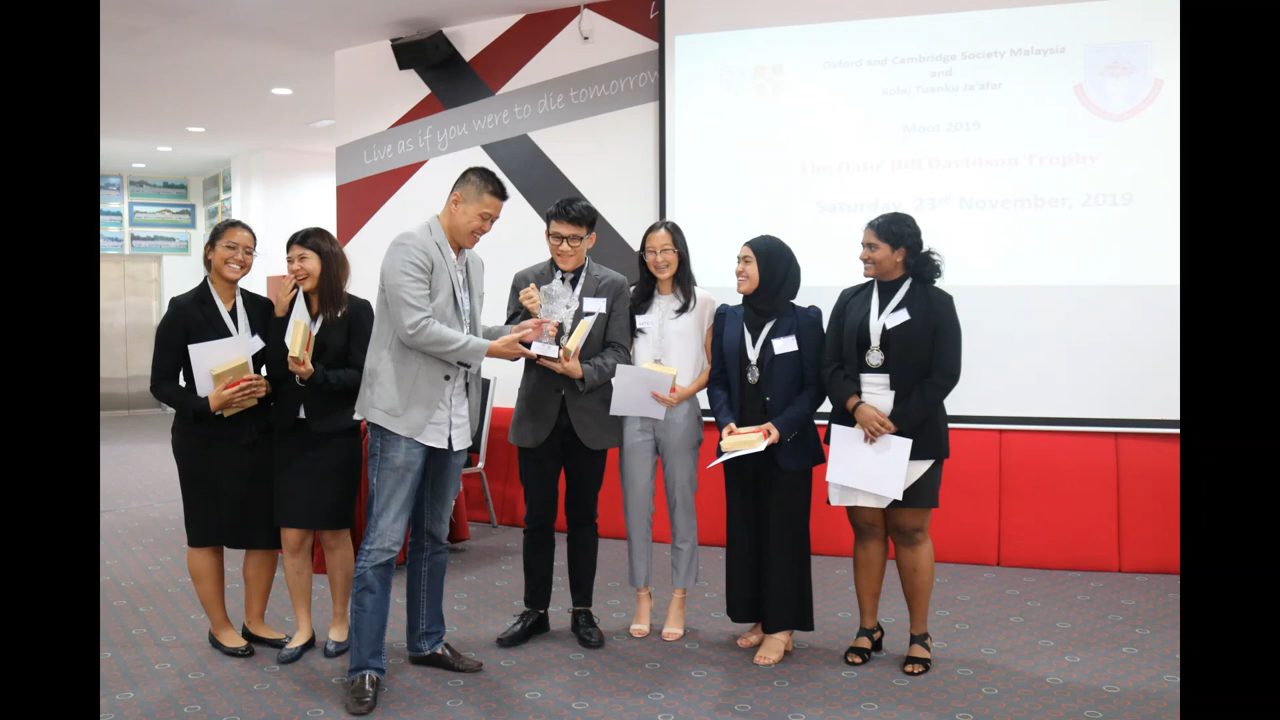 Live as if you were to die tomorrow
Oxford and Cambridge Society Malaysia
and
Kolej Tuanku Ja'afar
Moot 2019
The Dato' Bill Davidson Trophy
Saturday, 23rd November, 2019